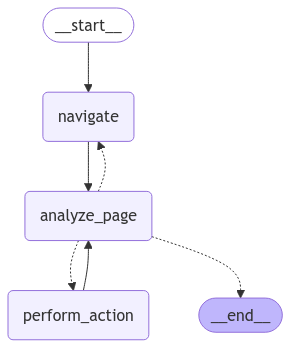 __start__
navigate
analyze_page
perform_action
__end__